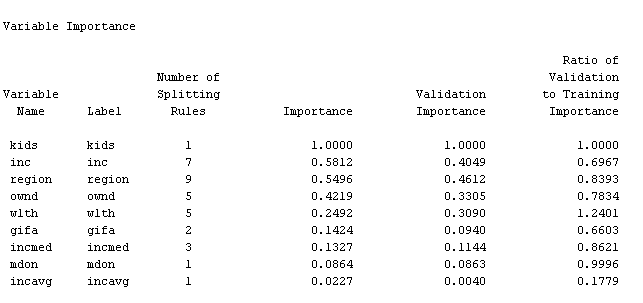 Variable Importance
Ratio of
Number of Validation
Variable Splitting Validation to Training
Name Label Rules Importance Importance Importance
kids kids 1 1.0000 1.0000 1.0000
inc inc 7 0.5812 0.4049 0.6967
region region 9 0.5496 0.4612 0.8393
ownd ownd 5 0.4219 0.3305 0.7834
wlth wlth 5 0.2492 0.3090 1.2401
gifa gifa 2 0.1424 0.0940 0.6603
incmed incmed 3 0.1327 0.1144 0.8621
mdon mdon 1 0.0864 0.0863 0.9996
incavg incavg 1 0.0227 0.0040 0.1779